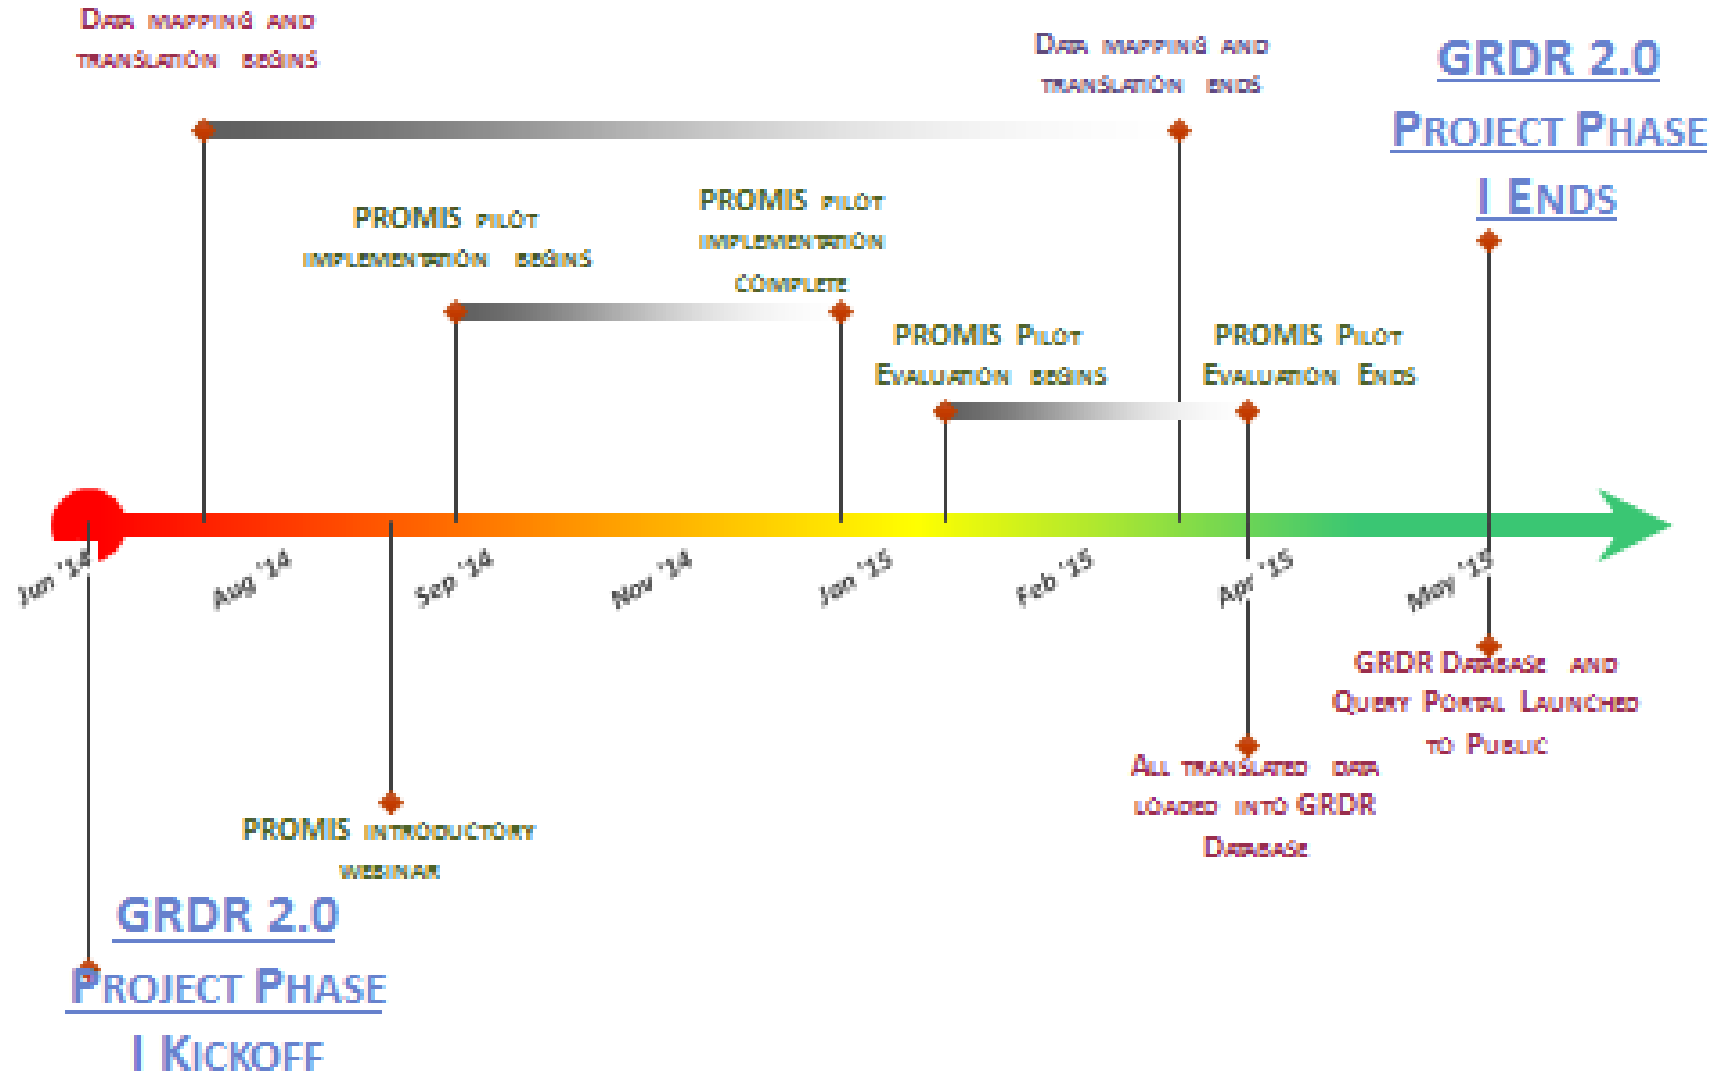 Data mapping and
translation begins
Data mapping and
translation ends
GRDR 2.0
Project Phase
I Ends
PROMIS pilot
implementation begins
PROMIS pilot
implementation
complete
PROMIS Pilot
Evaluation begins
PROMIS Pilot
Evaluation Ends
Jun '14
Aug '14
Sep '14
Nov '14
Jan '15
Feb '15
Apr '15
May '15
GRDR Database and
Query Portal Launched
to Public
All translated data
loaded into GRDR
Database
PROMIS introductory
webinar
GRDR 2.0
Project Phase
I Kickoff